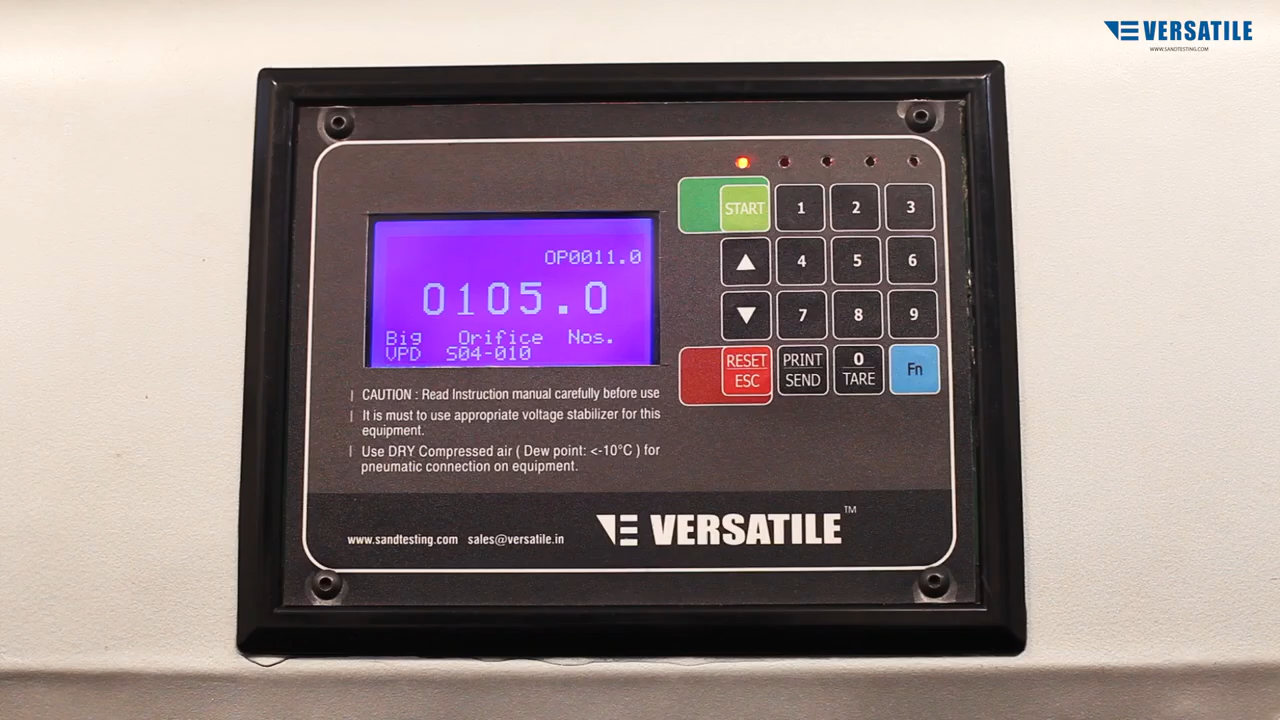 VERSATILE
WWW.SANDTESTING.COM
OP0011.0
0105.0
Big Orifice Nos.
VPD S04-010
START 1 2 3
▲ 4 5 6
▼ 7 8 9
RESET ESC
PRINT SEND
0 TARE
Fn
CAUTION : Read Instruction manual carefully before use
It is must to use appropriate voltage stabilizer for this
equipment.
Use DRY Compressed air ( Dew point: <-10°C ) for
pneumatic connection on equipment.
www.sandtesting.com sales@versatile.in
VERSATILE™